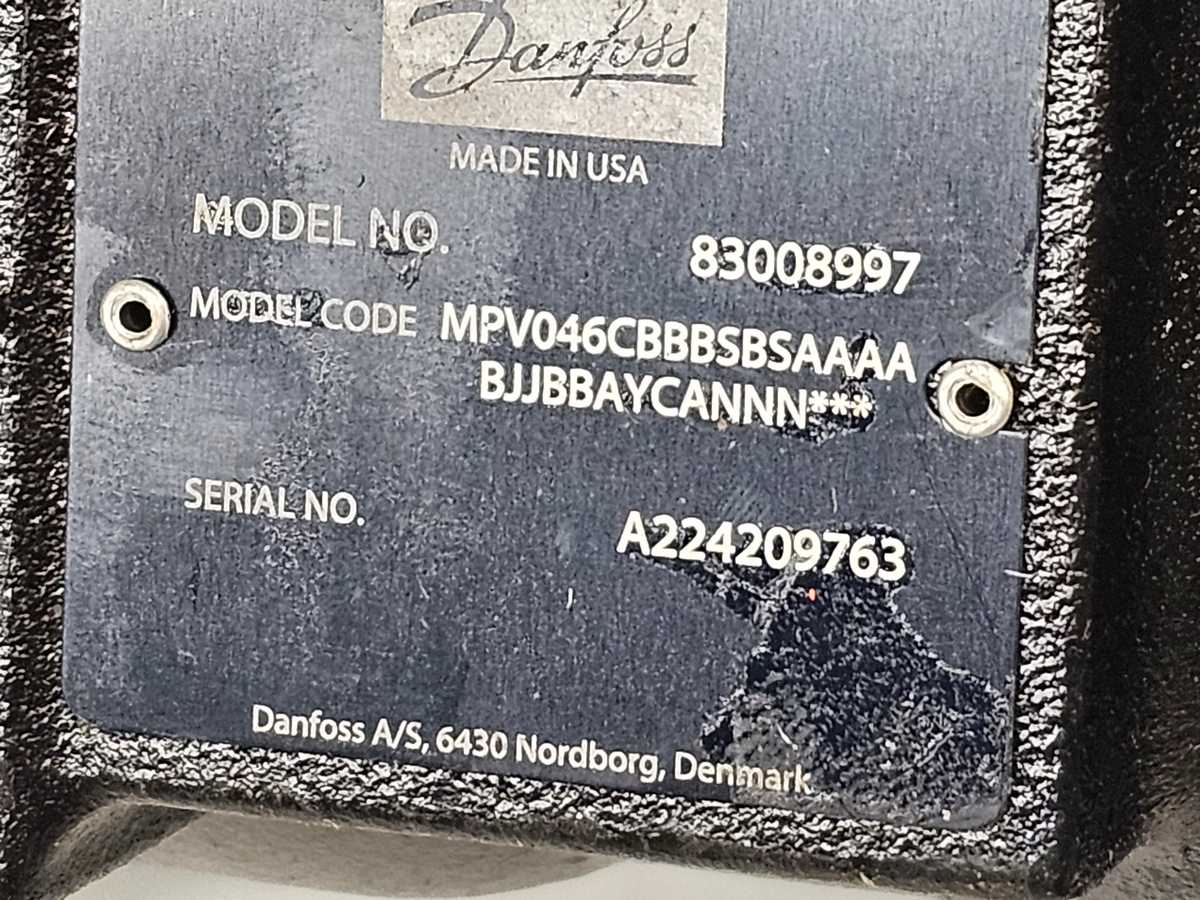 Danfoss
MADE IN USA
MODEL NO. 83008997
MODEL CODE MPV046CBBBSBSAAAA
BJJBBAYCANNN***
SERIAL NO. A224209763
Danfoss A/S, 6430 Nordborg, Denmark